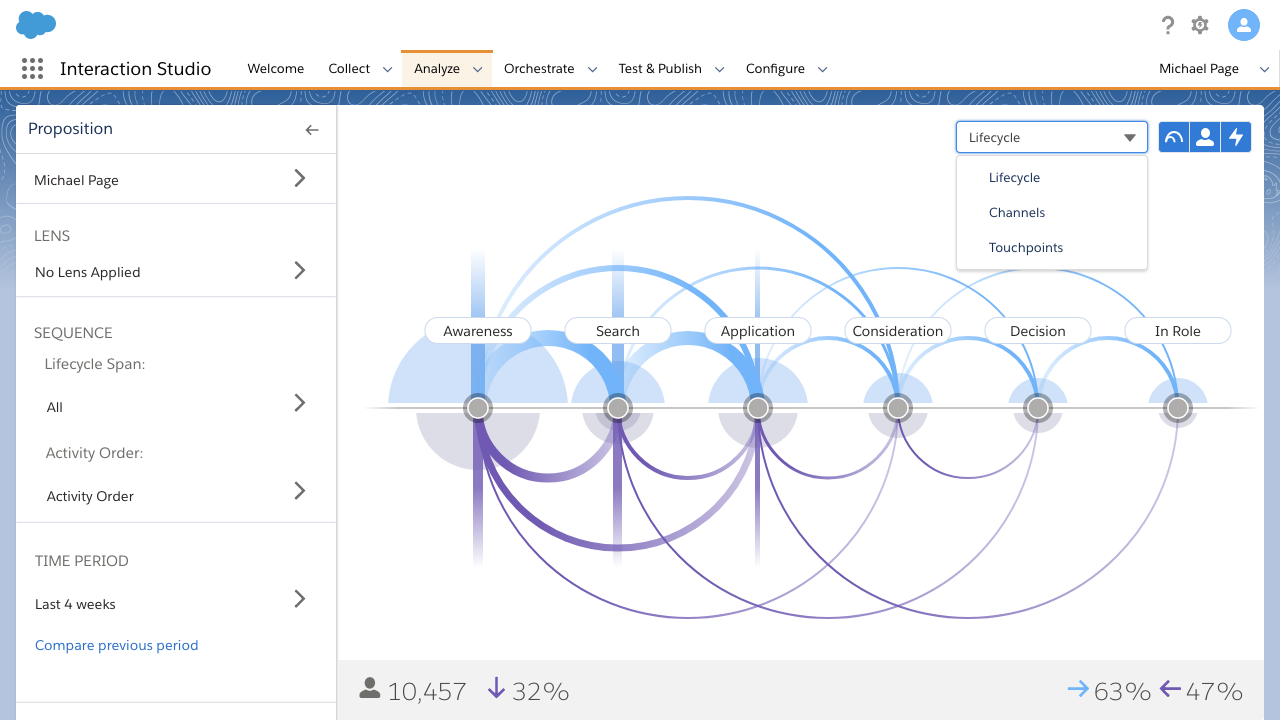 Interaction Studio
Welcome
Collect
Analyze
Orchestrate
Test & Publish
Configure
Michael Page
Proposition
Michael Page
LENS
No Lens Applied
SEQUENCE
Lifecycle Span:
All
Activity Order:
Activity Order
TIME PERIOD
Last 4 weeks
Compare previous period
Lifecycle
Lifecycle
Channels
Touchpoints
Awareness
Search
Application
Consideration
Decision
In Role
10,457
32%
63%
47%